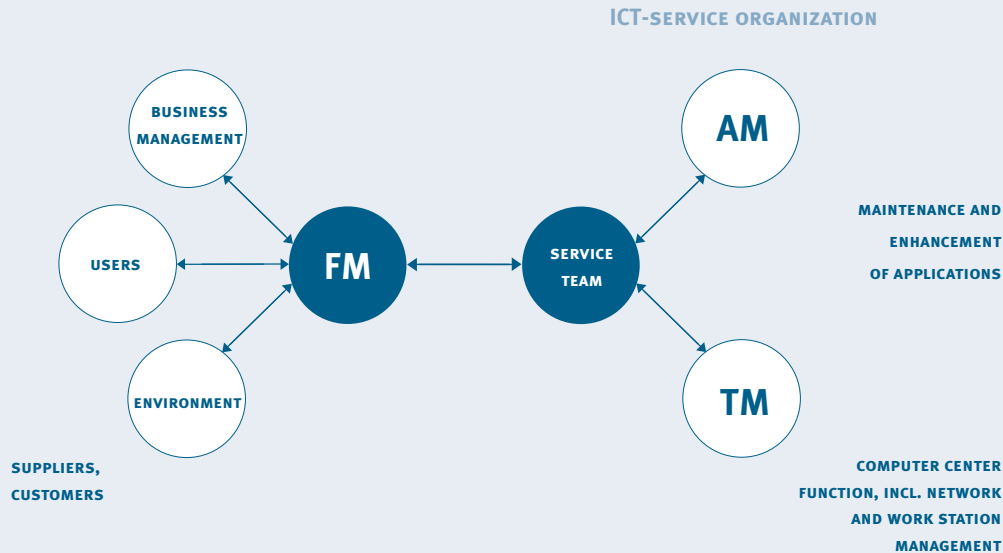 ICT-SERVICE ORGANIZATION
BUSINESS
MANAGEMENT
AM
USERS
FM
SERVICE
TEAM
MAINTENANCE AND
ENHANCEMENT
OF APPLICATIONS
ENVIRONMENT
TM
SUPPLIERS,
CUSTOMERS
COMPUTER CENTER
FUNCTION, INCL. NETWORK
AND WORK STATION
MANAGEMENT